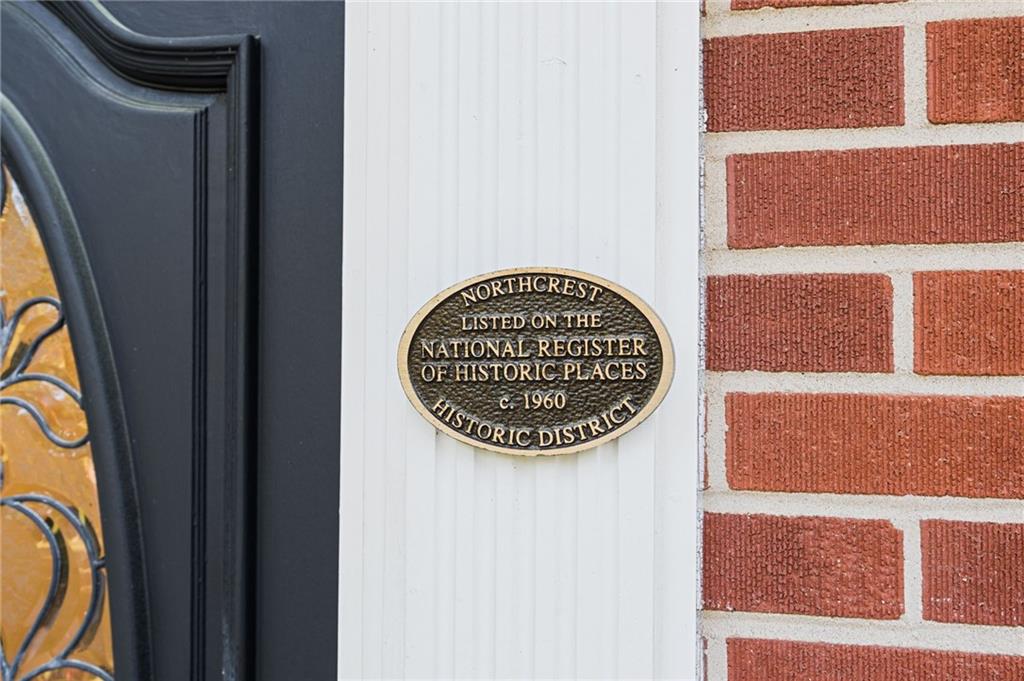 NORTHCREST
LISTED ON THE
NATIONAL REGISTER
OF HISTORIC PLACES
c. 1960
HISTORIC DISTRICT